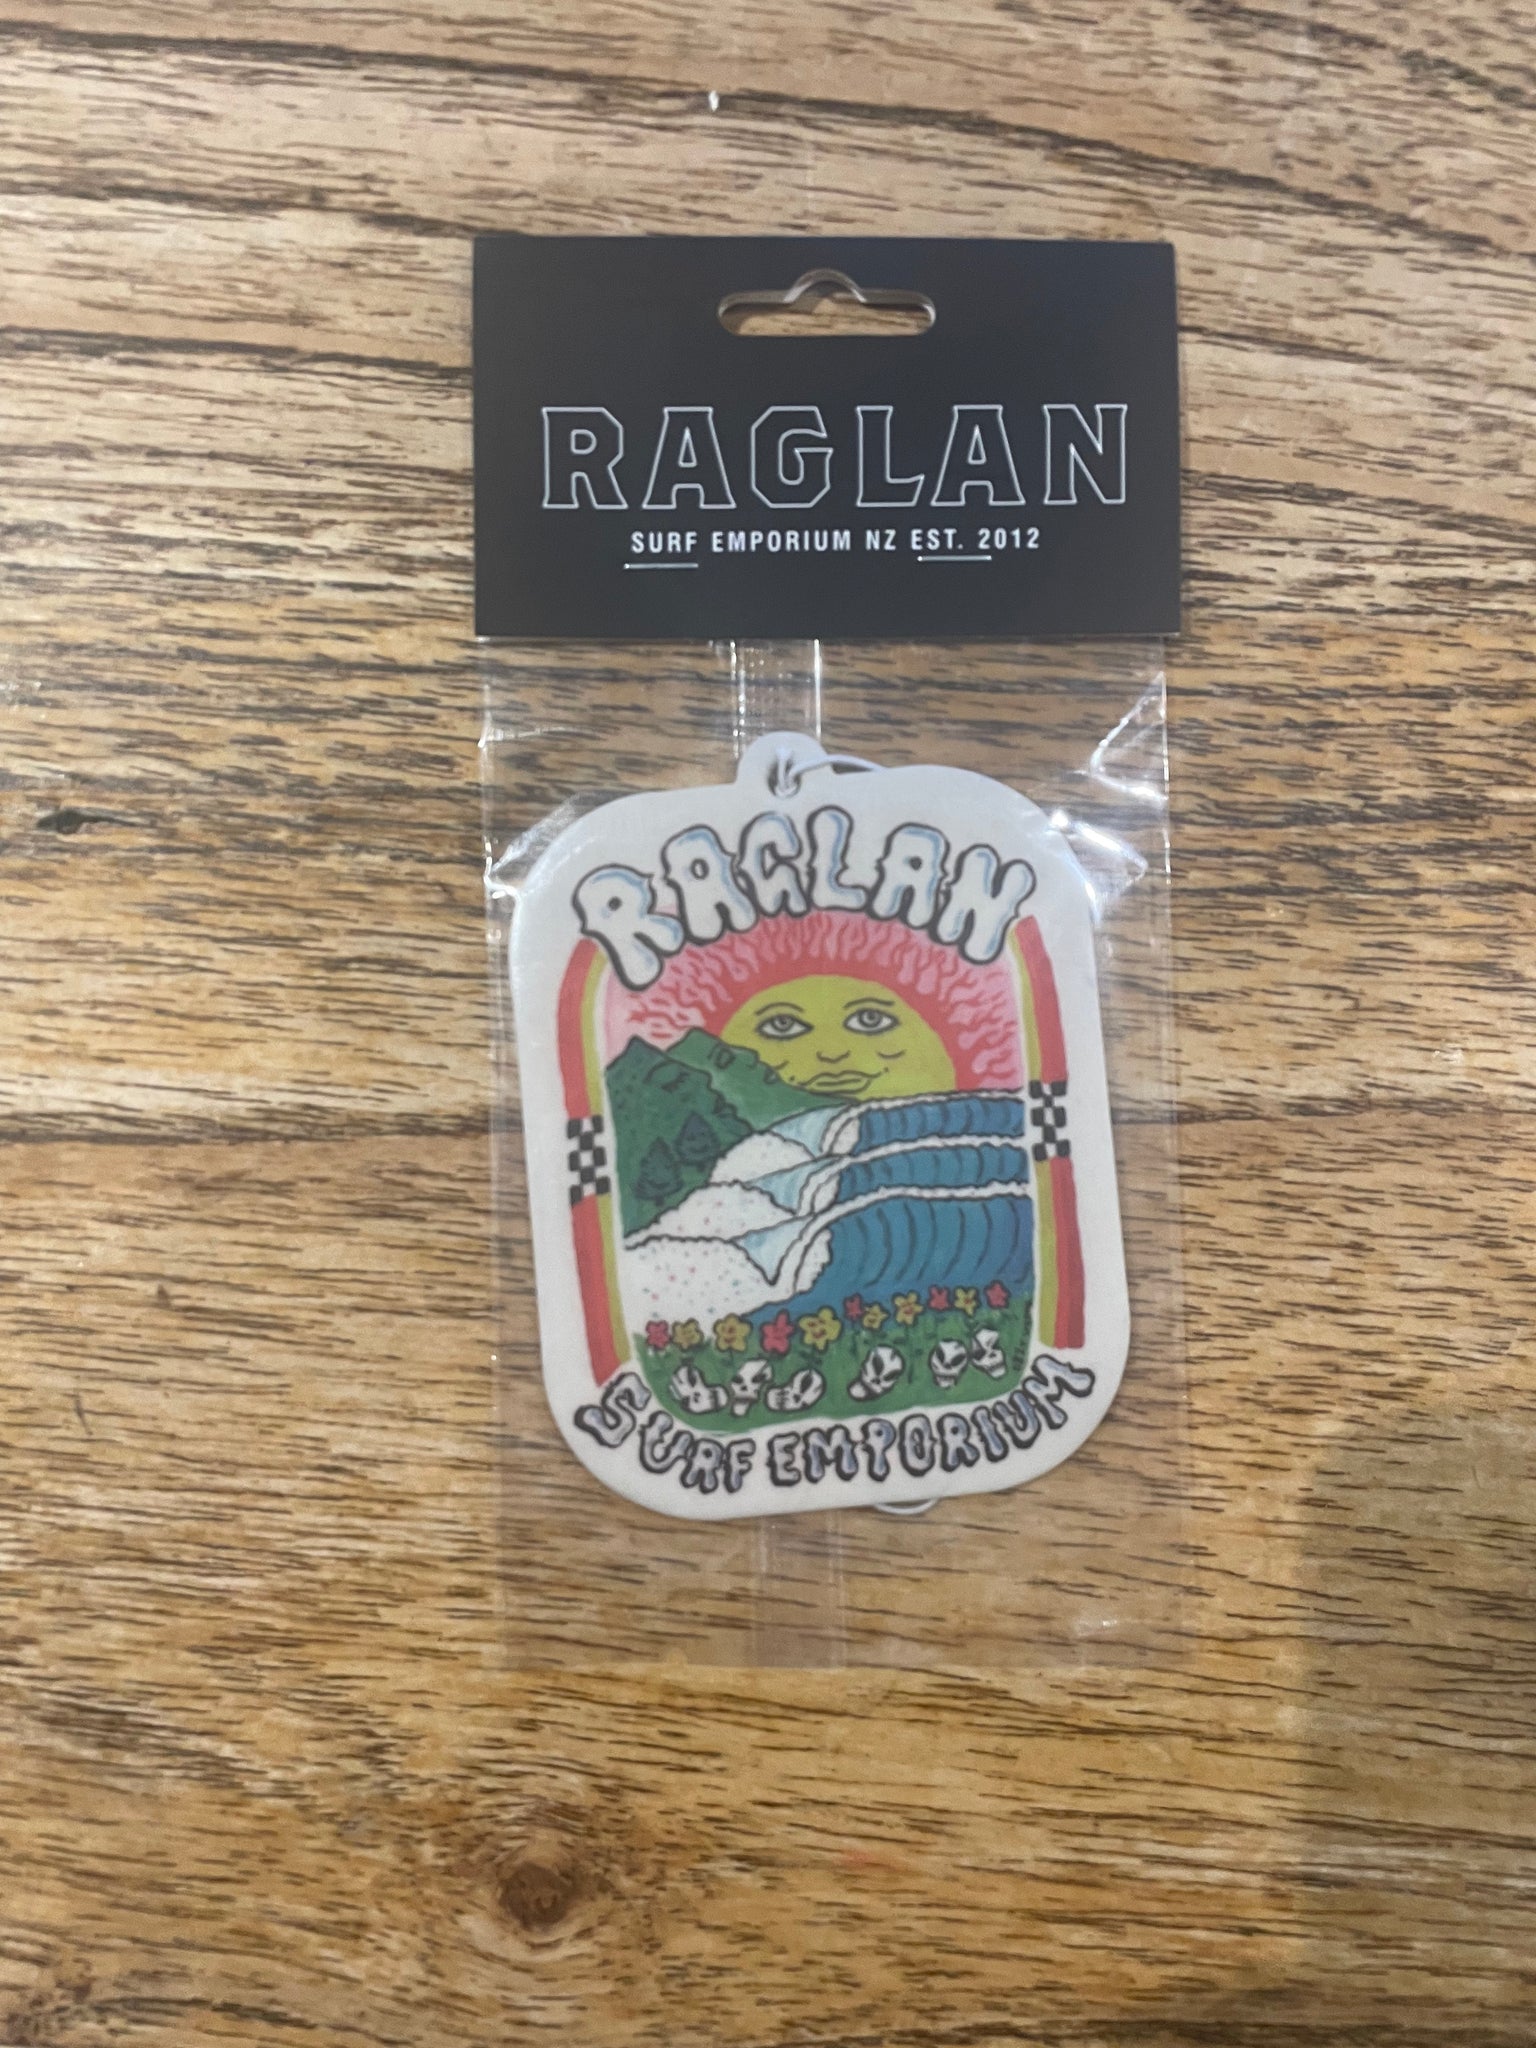 RAGLAN
SURF EMPORIUM NZ EST. 2012
RAGLAN
SURF EMPORIUM